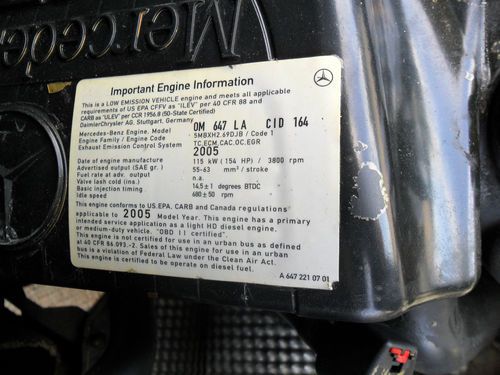 Mercede
Important Engine Information
This is a LOW EMISSION VEHICLE engine and meets all applicable
requirements of US EPA CFFV as "ILEV" per 40 CFR 88 and
CARB as "ULEV" per CCR 1956.8 (50-State Certified)
DaimlerChrysler AG, Stuttgart. Germany
Mercedes-Benz Engine. Model OM 647 LA CID 164
Engine Family / Engine Code 5MBXH2.69DJB / Code 1
Exhaust Emission Control System TC,ECM,CAC,OC,EGR
2005
Date of engine manufacture
Advertised output (SAE gr.) 115 kW (154 HP) / 3800 rpm
Fuel rate at adv. output 55-63 mm³/stroke
Valve lash cold (ins.) n.a.
Basic injection timing 14,5±1 degrees BTDC
Idle speed 680±50 rpm
This engine conforms to US.EPA, CARB and Canada regulations
applicable to 2005 Model Year. This engine has a primary
intended service application as a light HD diesel engine.
or medium-duty vehicle. "OBD II certified".
This engine is not certified for use in an urban bus as defined
at 40 CFR 86.093-2. Sales of this engine for use in an urban
bus is a violation of Federal Law under the Clean Air Act.
This engine is certified to be operate on diesel fuel.
A 647 221 07 01